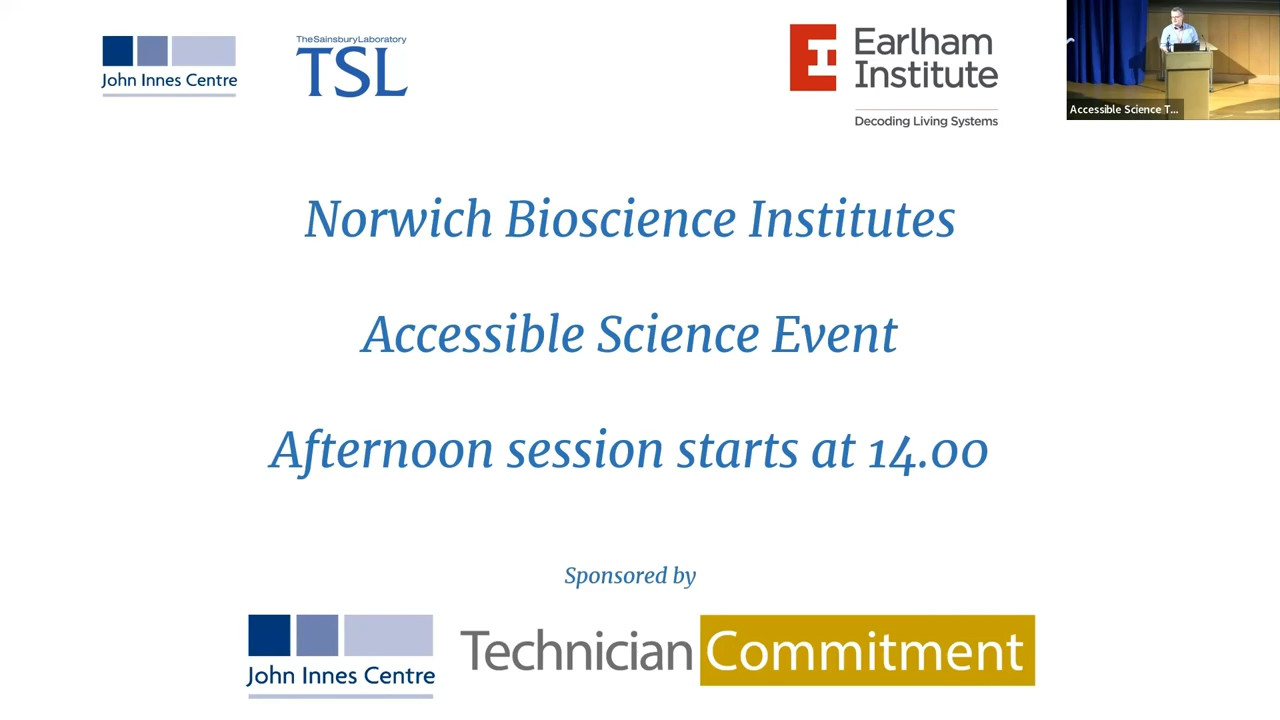 John Innes Centre
TheSainsburyLaboratory
TSL
Earlham
Institute
Decoding Living Systems
Accessible Science T...
Norwich Bioscience Institutes
Accessible Science Event
Afternoon session starts at 14.00
Sponsored by
John Innes Centre
Technician Commitment